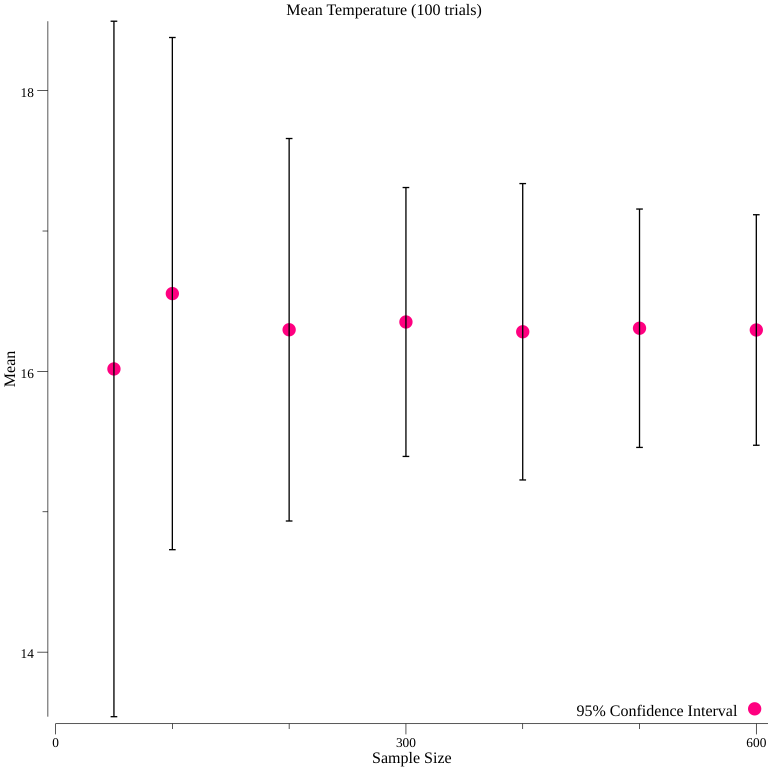 Mean Temperature (100 trials)
18
16
14
Mean
95% Confidence Interval
0
300
600
Sample Size